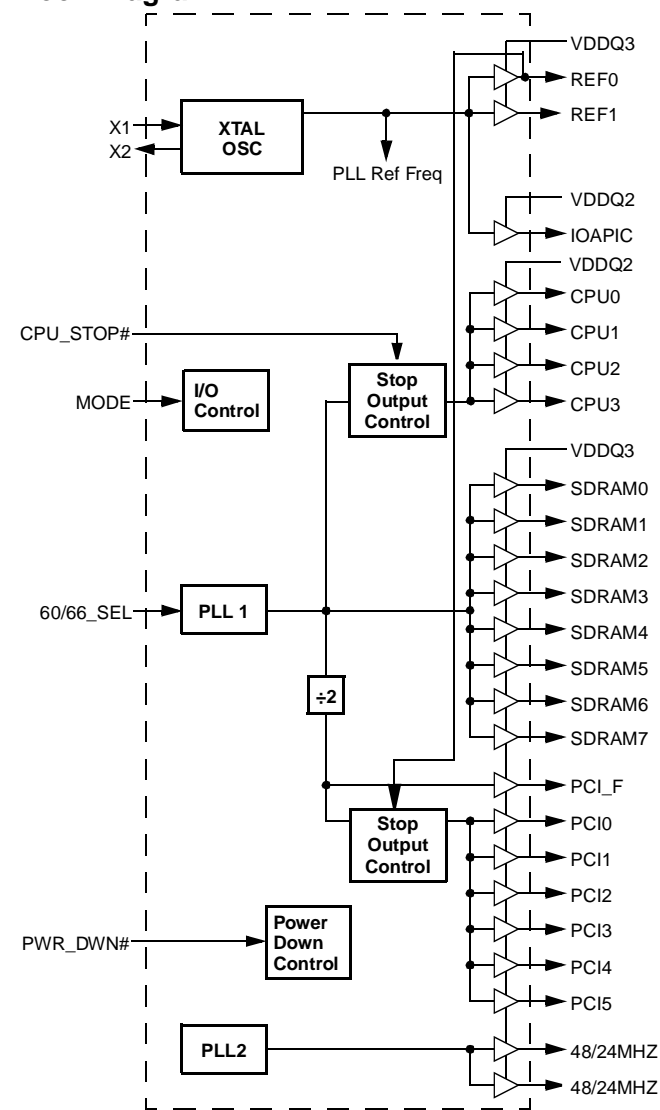 VDDQ3
REF0
REF1
X1
X2
XTAL
OSC
PLL Ref Freq
VDDQ2
IOAPIC
VDDQ2
CPU0
CPU1
CPU2
CPU3
CPU_STOP#
MODE
I/O
Control
Stop
Output
Control
VDDQ3
SDRAM0
SDRAM1
SDRAM2
SDRAM3
SDRAM4
SDRAM5
SDRAM6
SDRAM7
60/66_SEL
PLL 1
÷2
PCI_F
PCI0
PCI1
PCI2
PCI3
PCI4
PCI5
Stop
Output
Control
PWR_DWN#
Power
Down
Control
PLL2
48/24MHZ
48/24MHZ